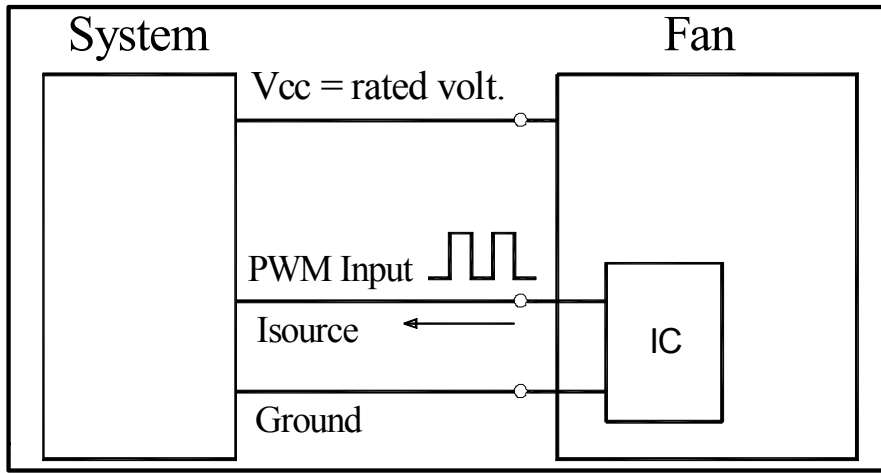 System
Fan
Vcc = rated volt.
PWM Input
Isource
IC
Ground